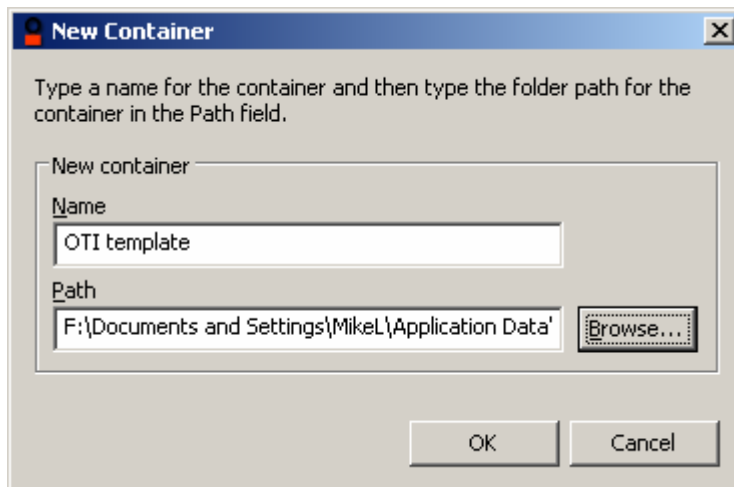 New Container
Type a name for the container and then type the folder path for the
container in the Path field.
New container
Name
OTI template
Path
F:\Documents and Settings\MikeL\Application Data'
Browse...
OK
Cancel